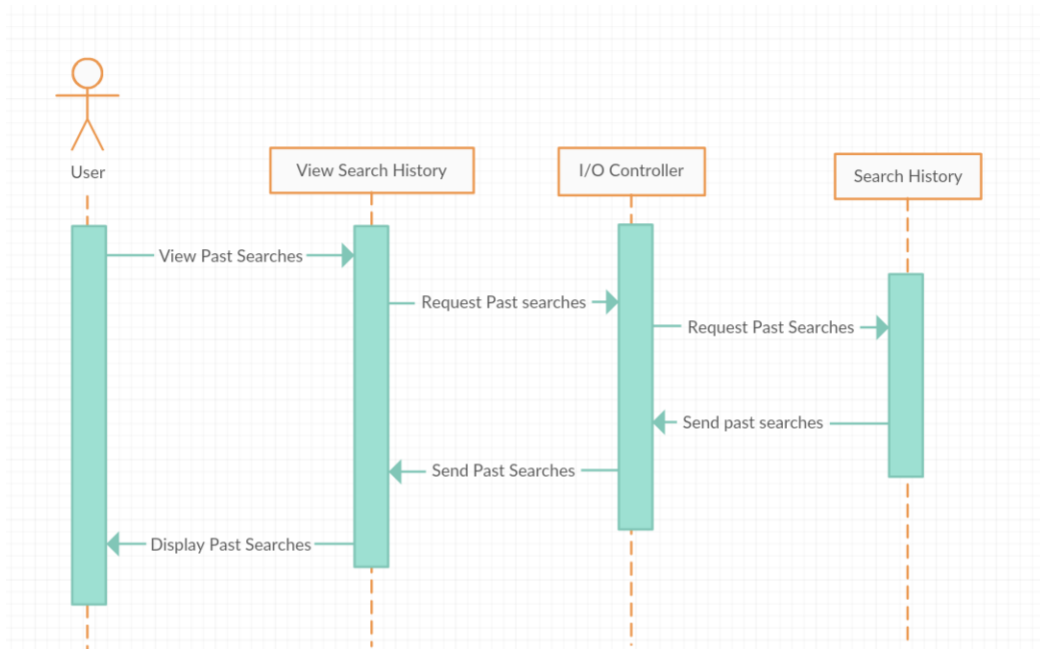 User
View Search History
I/O Controller
Search History
View Past Searches
Request Past searches
Request Past Searches
Send past searches
Send Past Searches
Display Past Searches